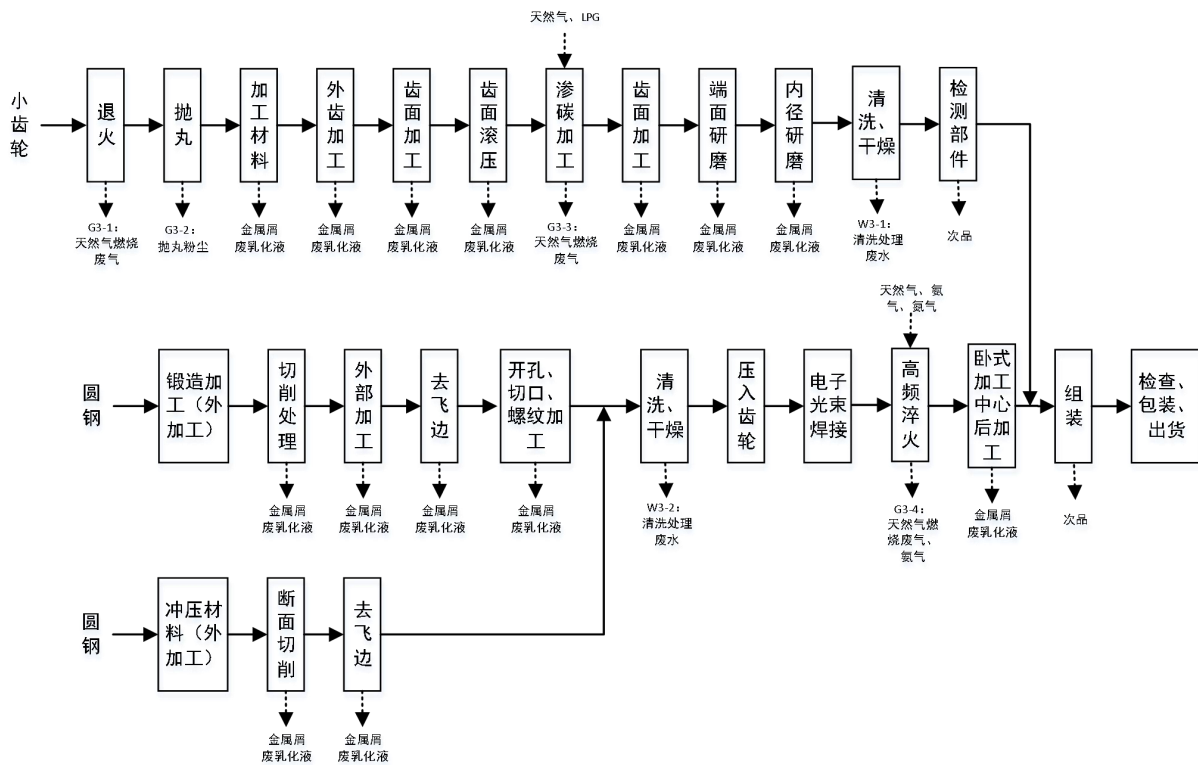 天然气、LPG
小
齿
轮
退
火
抛
丸
加
工
材
料
外
齿
加
工
齿
面
加
工
齿
面
滚
压
渗
碳
加
工
齿
面
加
工
端
面
研
磨
内
径
研
磨
清
洗、
干燥
检
测
部
件
G3-1：
天然气燃烧
废气
G3-2：
抛丸粉尘
金属屑
废乳化液
金属屑
废乳化液
金属屑
废乳化液
金属屑
废乳化液
G3-3：
天然气燃烧
废气
金属屑
废乳化液
金属屑
废乳化液
金属屑
废乳化液
W3-1：
清洗处理
废水
次品
天然气、氨
气、氮气
圆
钢
锻造加
工（外
加工）
切
削
处
理
外
部
加
工
去
飞
边
开孔、
切口、
螺纹加
工
清
洗、
干燥
压
入
齿
轮
电子
光束
焊接
高
频
淬
火
卧式
加工
中心
后加
工
组
装
检查、
包装、
出货
金属屑
废乳化液
金属屑
废乳化液
金属屑
废乳化液
金属屑
废乳化液
W3-2：
清洗处理
废水
G3-4：
天然气燃
烧废气、
氨气
金属屑
废乳化液
次品
圆
钢
冲压材
料（外
加工）
断
面
切
削
去
飞
边
金属屑
废乳化液
金属屑
废乳化液